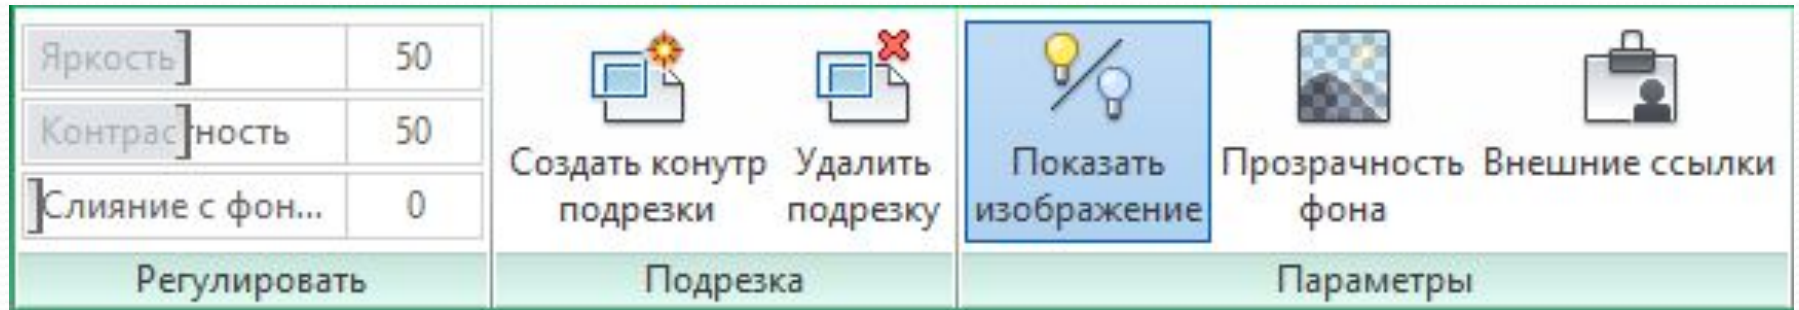 Яркость 50
Контрастность 50
Слияние с фон... 0
Регулировать
Создать конутр
подрезки
Удалить
подрезку
Подрезка
Показать
изображение
Прозрачность
фона
Внешние ссылки
Параметры